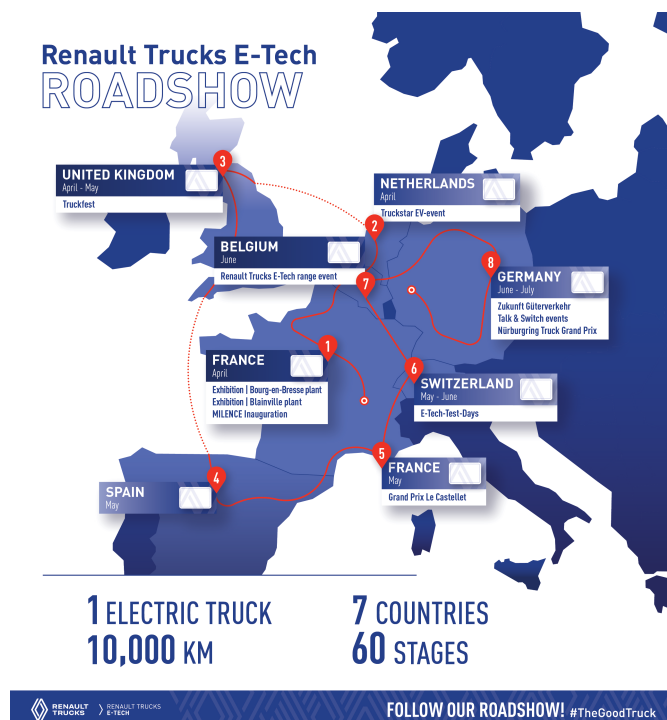 Renault Trucks E-Tech
ROADSHOW
3
UNITED KINGDOM
April - May
Truckfest
NETHERLANDS
April
Truckstar EV-event
2
BELGIUM
June
Renault Trucks E-Tech range event
7
8
GERMANY
June - July
Zukunft Güterverkehr
Talk & Switch events
Nürburgring Truck Grand Prix
1
FRANCE
April
Exhibition | Bourg-en-Bresse plant
Exhibition | Blainville plant
MILENCE Inauguration
6
SWITZERLAND
May - June
E-Tech-Test-Days
5
FRANCE
May
Grand Prix Le Castellet
4
SPAIN
May
1 ELECTRIC TRUCK
10,000 KM
7 COUNTRIES
60 STAGES
RENAULT
TRUCKS
RENAULT TRUCKS
E-TECH
FOLLOW OUR ROADSHOW! #TheGoodTruck